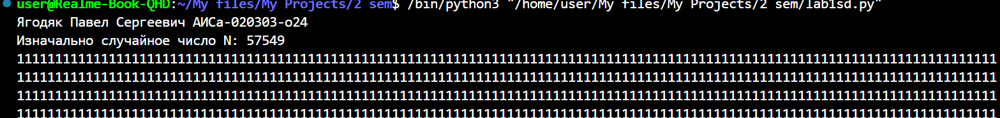 user@Realme-Book-QHD:~/My files/My Projects/2 sem$ /bin/python3 "/home/user/My files/My Projects/2 sem/lab1sd.py"
Ягодяк Павел Сергеевич АИСа-020303-о24
Изначально случайное число N: 57549
11111111111111111111111111111111111111111111111111111111111111111111111111111111111111111111111111111111111111111111111111111111
11111111111111111111111111111111111111111111111111111111111111111111111111111111111111111111111111111111111111111111111111111111
11111111111111111111111111111111111111111111111111111111111111111111111111111111111111111111111111111111111111111111111111111111
11111111111111111111111111111111111111111111111111111111111111111111111111111111111111111111111111111111111111111111111111111111